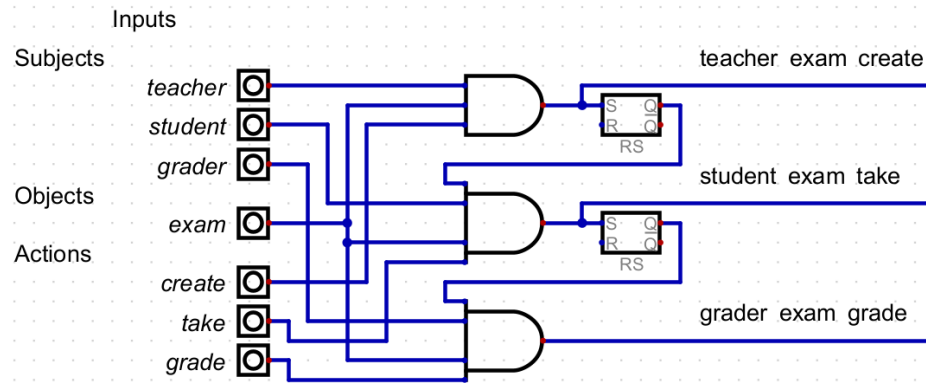 Inputs
Subjects
teacher exam create
teacher
S Q
R Q
RS
student
grader
student exam take
Objects
exam
S Q
R Q
RS
Actions
create
grader exam grade
take
grade